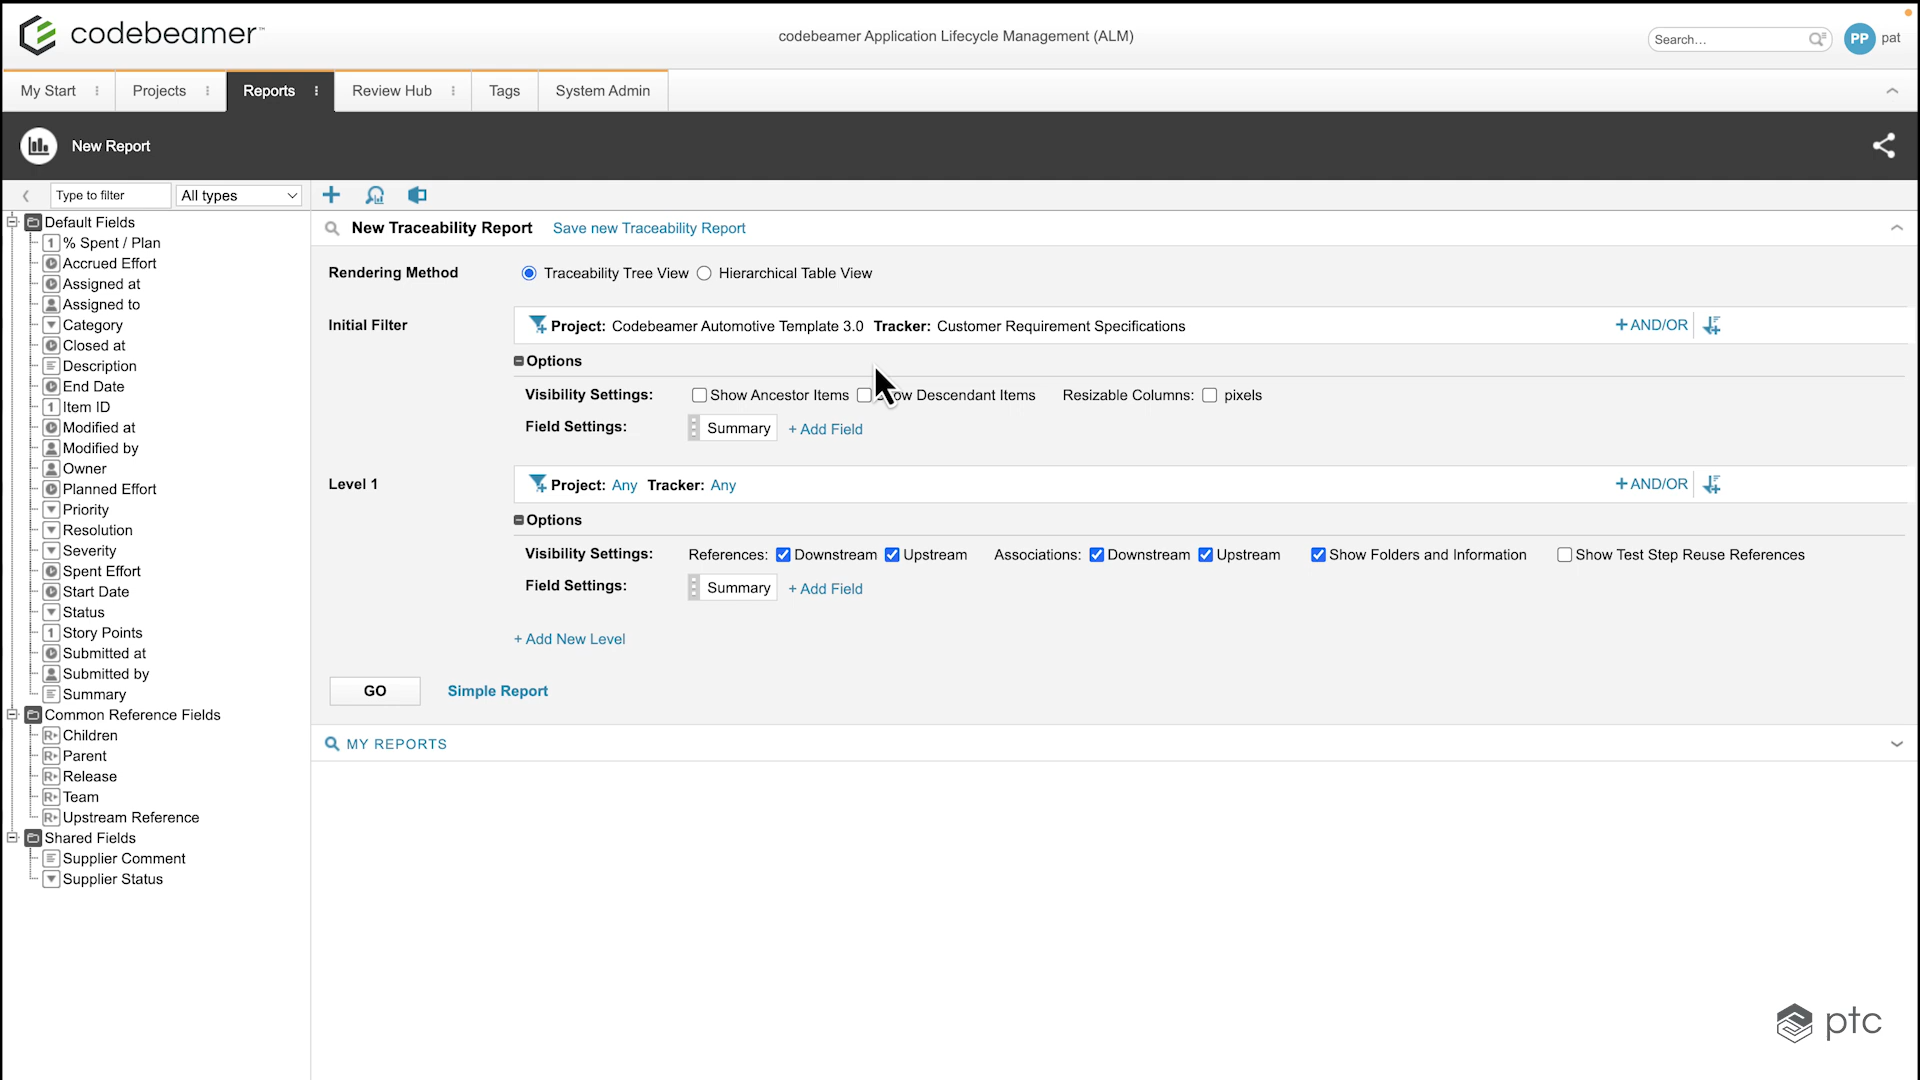 codebeamer™
codebeamer Application Lifecycle Management (ALM)
Search...
PP pat
My Start
Projects
Reports
Review Hub
Tags
System Admin
New Report
Type to filter
All types
Default Fields
% Spent / Plan
Accrued Effort
Assigned at
Assigned to
Category
Closed at
Description
End Date
Item ID
Modified at
Modified by
Owner
Planned Effort
Priority
Resolution
Severity
Spent Effort
Start Date
Status
Story Points
Submitted at
Submitted by
Summary
Common Reference Fields
Children
Parent
Release
Team
Upstream Reference
Shared Fields
Supplier Comment
Supplier Status
New Traceability Report Save new Traceability Report
Rendering Method Traceability Tree View Hierarchical Table View
Initial Filter Project: Codebeamer Automotive Template 3.0 Tracker: Customer Requirement Specifications +AND/OR
Options
Visibility Settings: Show Ancestor Items Descendant Items Resizable Columns: pixels
Field Settings: Summary + Add Field
Level 1 Project: Any Tracker: Any +AND/OR
Options
Visibility Settings: References: Downstream Upstream Associations: Downstream Upstream Show Folders and Information Show Test Step Reuse References
Field Settings: Summary + Add Field
+ Add New Level
GO Simple Report
MY REPORTS
ptc